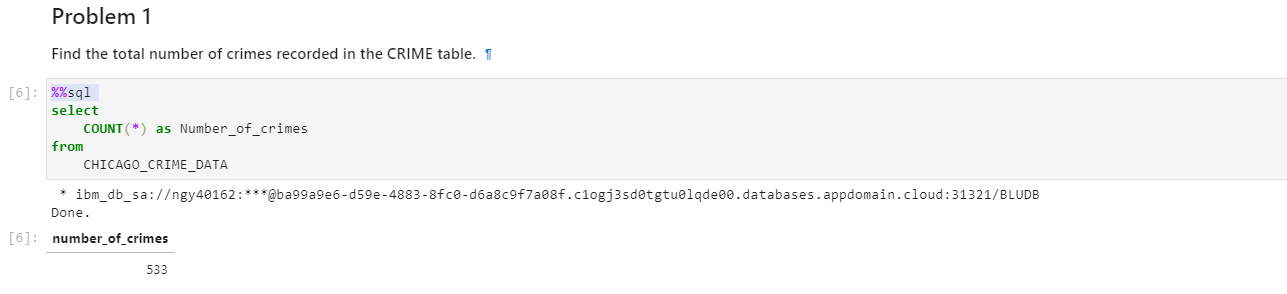 Problem 1
Find the total number of crimes recorded in the CRIME table. ¶
[6]: %%sql
select
    COUNT(*) as Number_of_crimes
from
    CHICAGO_CRIME_DATA
* ibm_db_sa://ngy40162:***@ba99a9e6-d59e-4883-8fc0-d6a8c9f7a08f.c1ogj3sd0tgtu0lqde00.databases.appdomain.cloud:31321/BLUDB
Done.
[6]: number_of_crimes
533